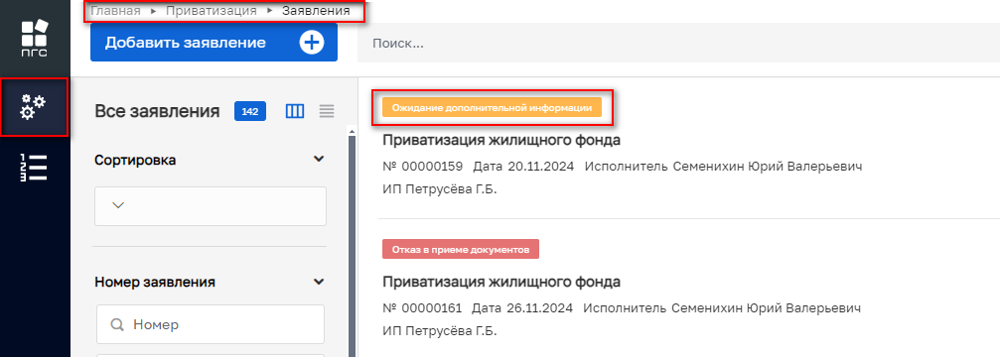 Главная ▸ Приватизация ▸ Заявления
ПГС
Добавить заявление
Поиск...
Все заявления 142
Сортировка
Номер заявления
Номер
Ожидание дополнительной информации
Приватизация жилищного фонда
№ 00000159 Дата 20.11.2024 Исполнитель Семенихин Юрий Валерьевич
ИП Петрусёва Г.Б.
Отказ в приеме документов
Приватизация жилищного фонда
№ 00000161 Дата 26.11.2024 Исполнитель Семенихин Юрий Валерьевич
ИП Петрусёва Г.Б.